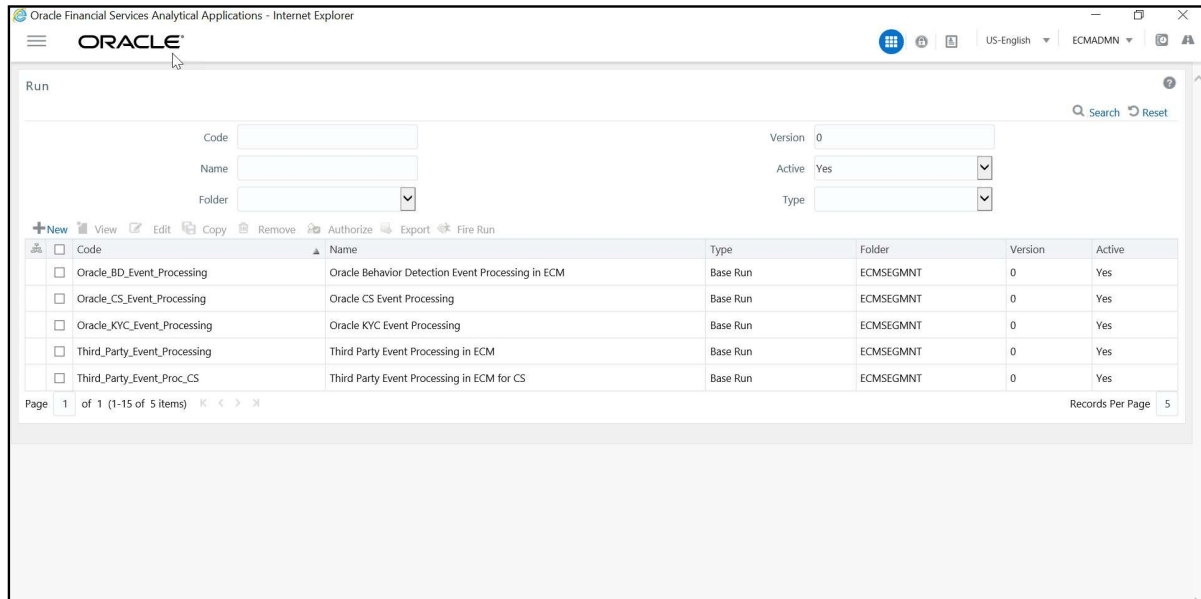 Oracle Financial Services Analytical Applications - Internet Explorer
ORACLE®
US-English
ECMADMN
Run
Search Reset
Code
Version 0
Name
Active Yes
Folder
Type
New View Edit Copy Remove Authorize Export Fire Run
Code Name Type Folder Version Active
Oracle_BD_Event_Processing Oracle Behavior Detection Event Processing in ECM Base Run ECMSEGMNT 0 Yes
Oracle_CS_Event_Processing Oracle CS Event Processing Base Run ECMSEGMNT 0 Yes
Oracle_KYC_Event_Processing Oracle KYC Event Processing Base Run ECMSEGMNT 0 Yes
Third_Party_Event_Processing Third Party Event Processing in ECM Base Run ECMSEGMNT 0 Yes
Third_Party_Event_Proc_CS Third Party Event Processing in ECM for CS Base Run ECMSEGMNT 0 Yes
Page 1 of 1 (1-15 of 5 items) Records Per Page 5